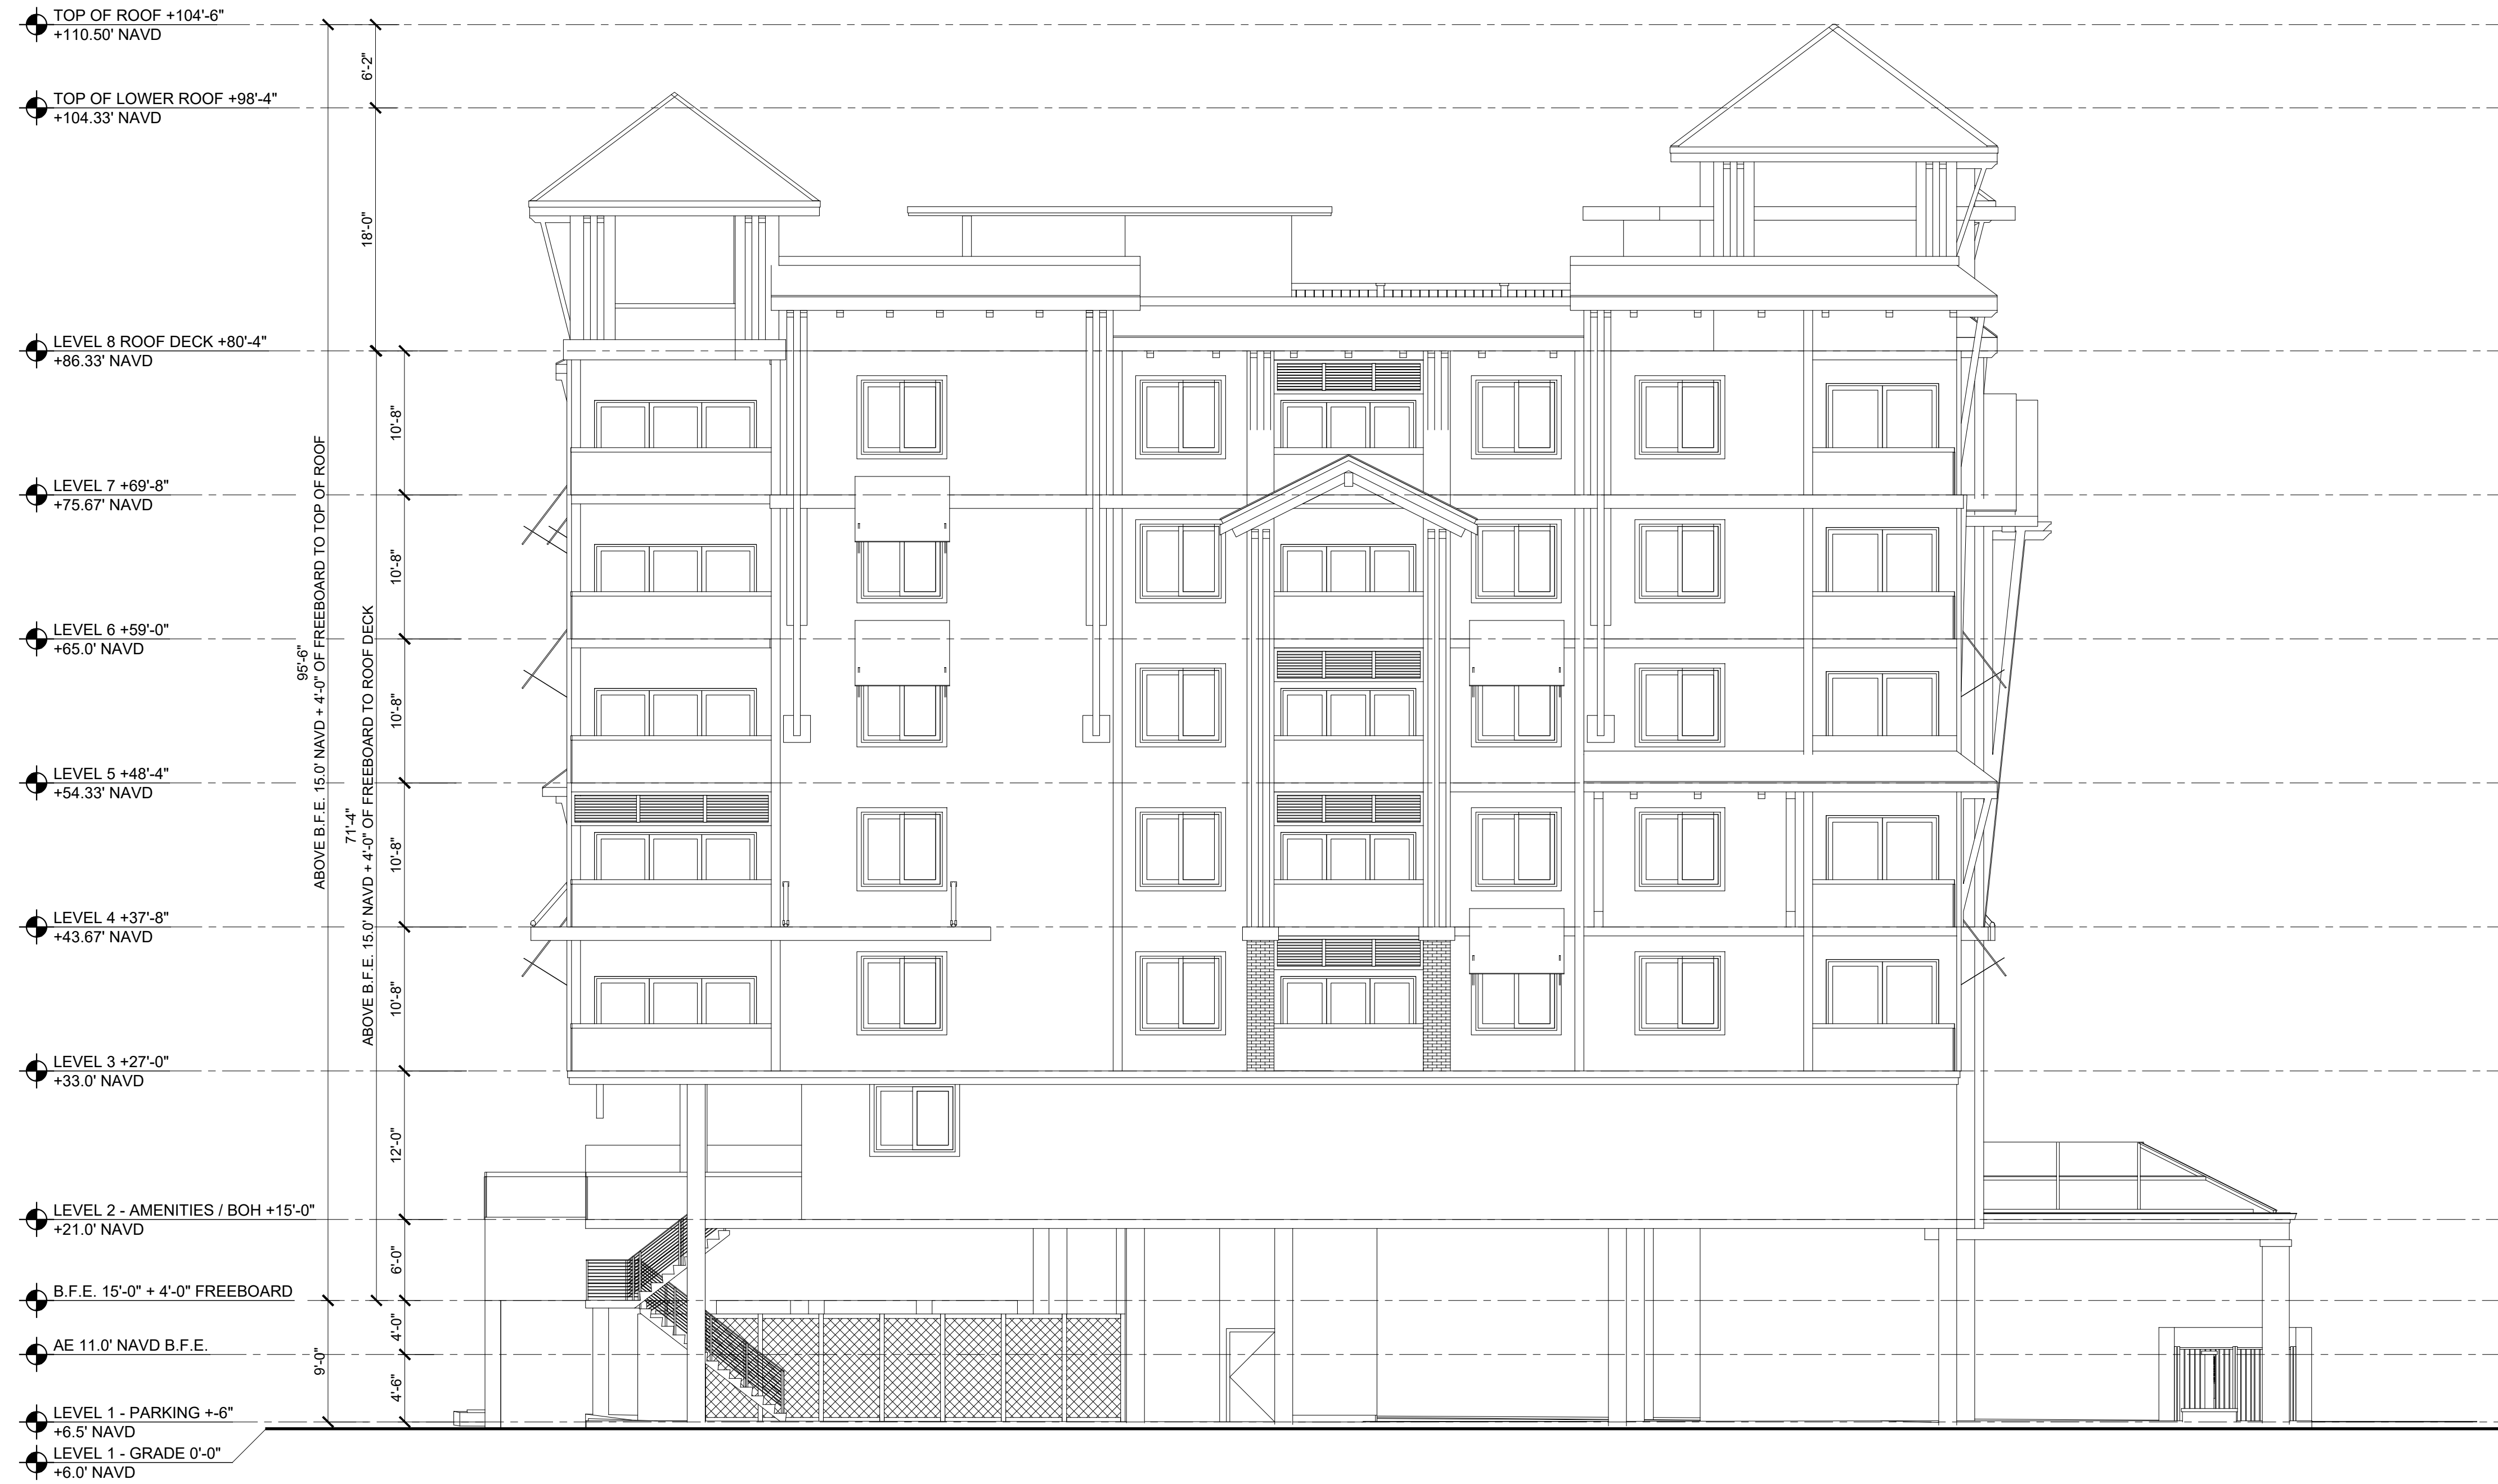 TOP OF ROOF +104'-6"
+110.50' NAVD
TOP OF LOWER ROOF +98'-4"
+104.33' NAVD
LEVEL 8 ROOF DECK +80'-4"
+86.33' NAVD
LEVEL 7 +69'-8"
+75.67' NAVD
LEVEL 6 +59'-0"
+65.0' NAVD
LEVEL 5 +48'-4"
+54.33' NAVD
LEVEL 4 +37'-8"
+43.67' NAVD
LEVEL 3 +27'-0"
+33.0' NAVD
LEVEL 2 - AMENITIES / BOH +15'-0"
+21.0' NAVD
B.F.E. 15'-0" + 4'-0" FREEBOARD
AE 11.0' NAVD B.F.E.
LEVEL 1 - PARKING +-6"
+6.5' NAVD
LEVEL 1 - GRADE 0'-0"
+6.0' NAVD
95'-6"
ABOVE B.F.E. 15.0' NAVD + 4'-0" OF FREEBOARD TO TOP OF ROOF
9'-0"
6'-2"
18'-0"
71'-4"
ABOVE B.F.E. 15.0' NAVD + 4'-0" OF FREEBOARD TO ROOF DECK
10'-8"
10'-8"
10'-8"
10'-8"
10'-8"
12'-0"
6'-0"
4'-0"
4'-6"